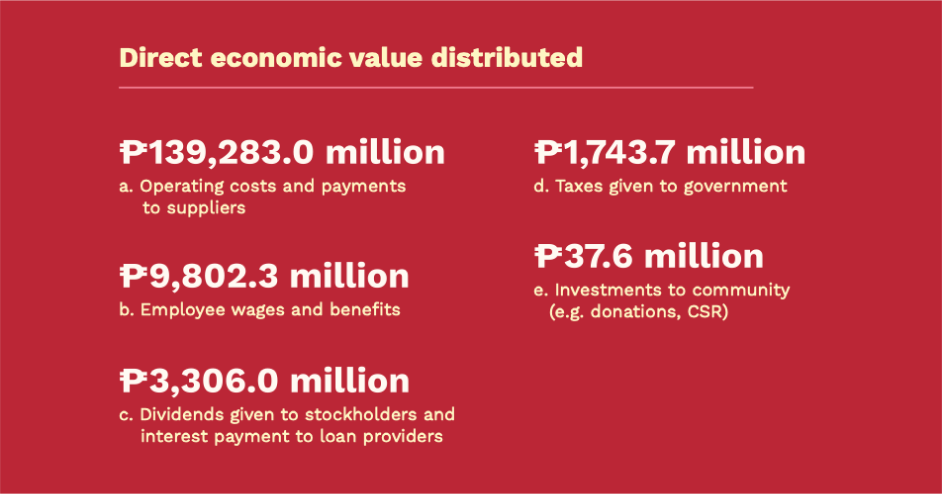 Direct economic value distributed
₱139,283.0 million
a. Operating costs and payments
to suppliers
₱9,802.3 million
b. Employee wages and benefits
₱3,306.0 million
c. Dividends given to stockholders and
interest payment to loan providers
₱1,743.7 million
d. Taxes given to government
₱37.6 million
e. Investments to community
(e.g. donations, CSR)